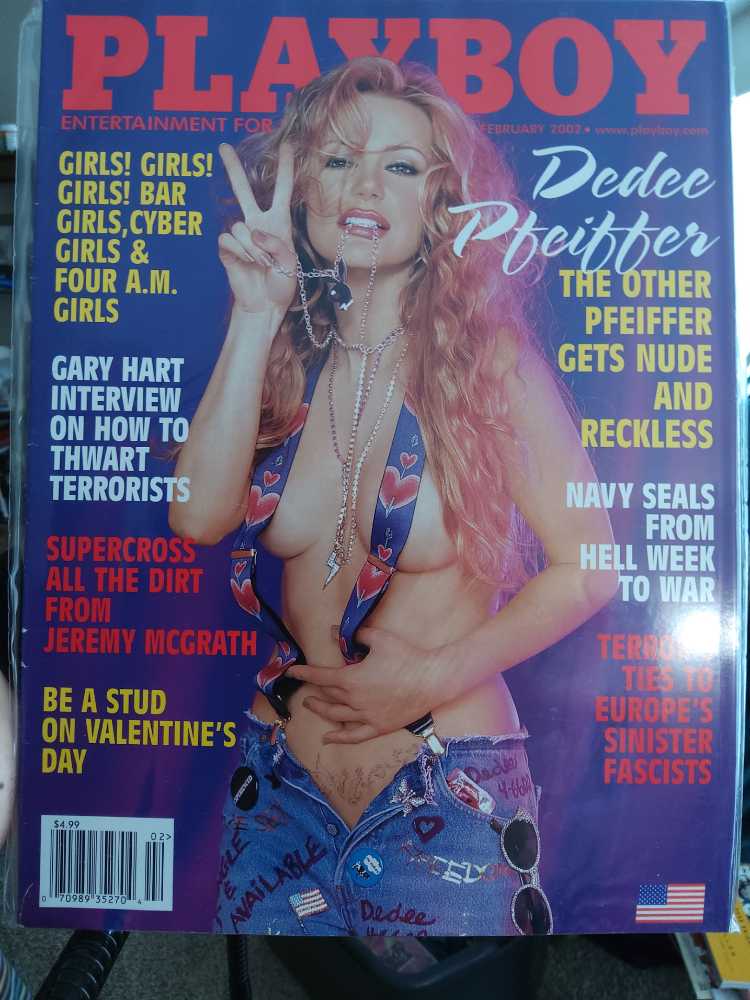 PLAYBOY
ENTERTAINMENT FOR
FEBRUARY 2002 • www.playboy.com
GIRLS! GIRLS!
GIRLS! BAR
GIRLS,CYBER
GIRLS &
FOUR A.M.
GIRLS
Dedee
Pfeiffer
THE OTHER
PFEIFFER
GETS NUDE
AND
RECKLESS
GARY HART
INTERVIEW
ON HOW TO
THWART
TERRORISTS
NAVY SEALS
FROM
HELL WEEK
TO WAR
SUPERCROSS
ALL THE DIRT
FROM
JEREMY MCGRATH
TIES TO
EUROPE'S
SINISTER
FASCISTS
BE A STUD
ON VALENTINE'S
DAY
$4.99
02>
0 70989 35270 4
Dedee
AVAILABLE
FREEDOM
Dedee